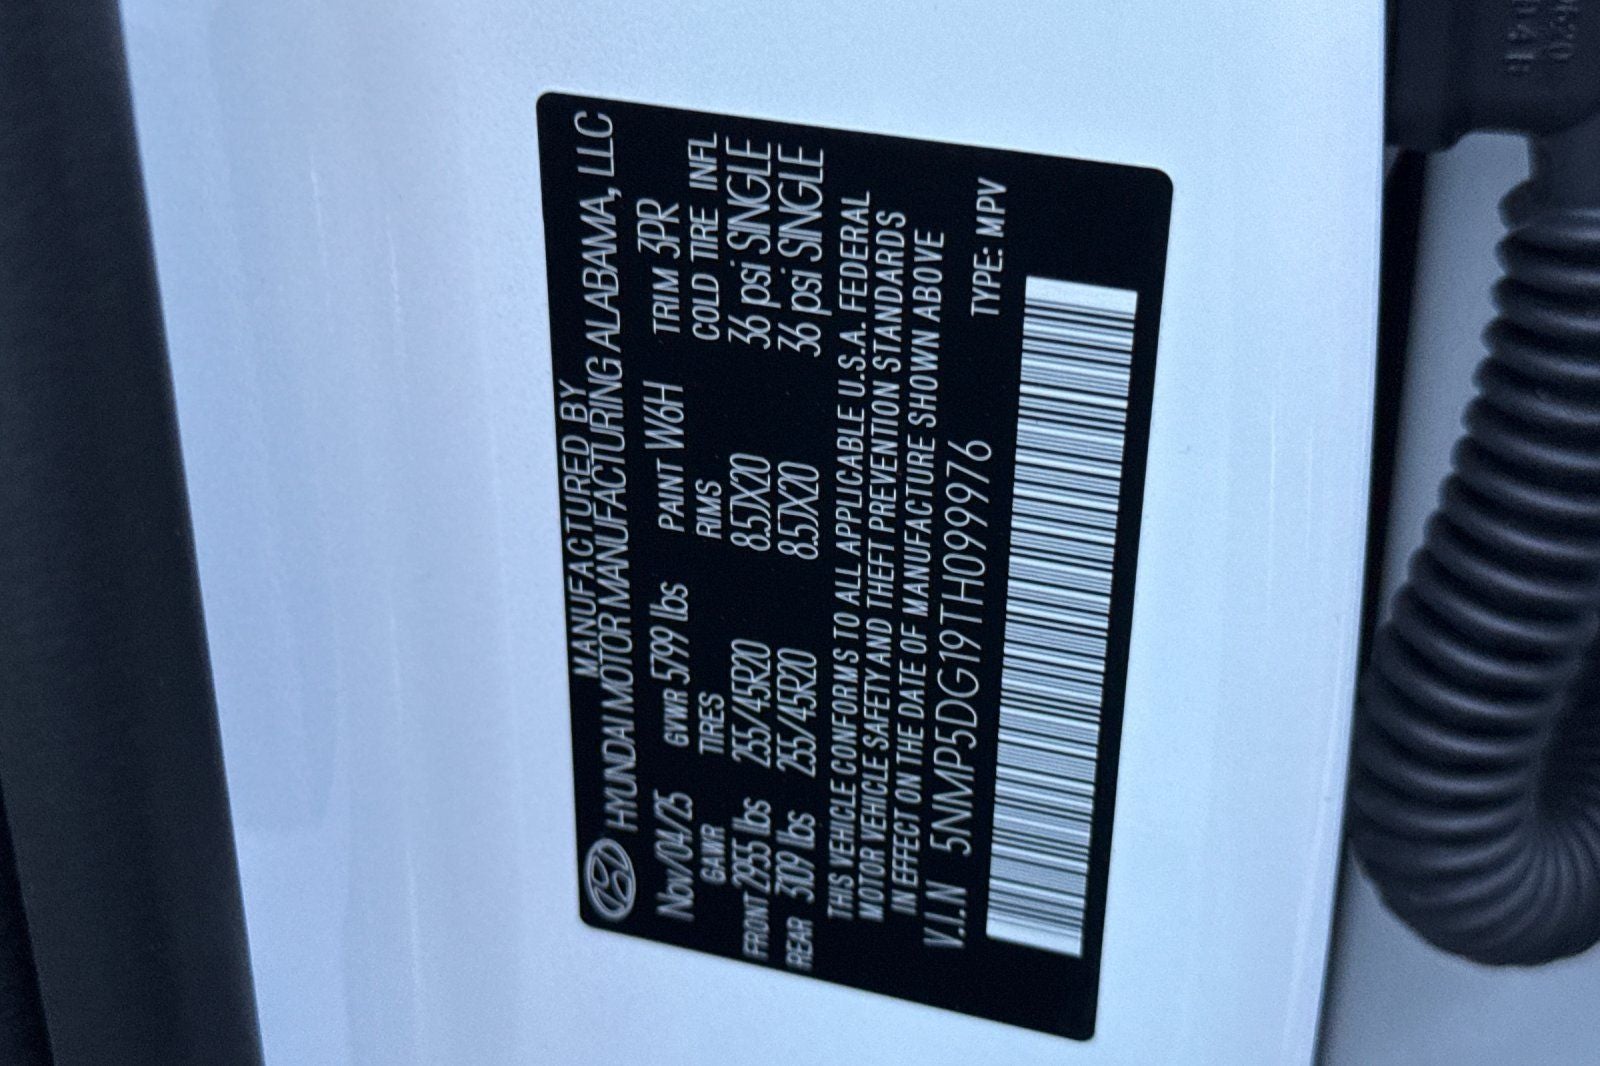 MANUFACTURED BY
HYUNDAI MOTOR MANUFACTURING ALABAMA, LLC
Nov/04/25 GVWR 5799 lbs PAINT W6H TRIM 3PR
GAWR TIRES RIMS COLD TIRE INFL
FRONT 2955 lbs 255/45R20 8.5JX20 36 psi SINGLE
REAR 3109 lbs 255/45R20 8.5JX20 36 psi SINGLE
THIS VEHICLE CONFORMS TO ALL APPLICABLE U.S.A. FEDERAL
MOTOR VEHICLE SAFETY AND THEFT PREVENTION STANDARDS
IN EFFECT ON THE DATE OF MANUFACTURE SHOWN ABOVE
V.I.N 5NMP5DG19TH099976 TYPE: MPV